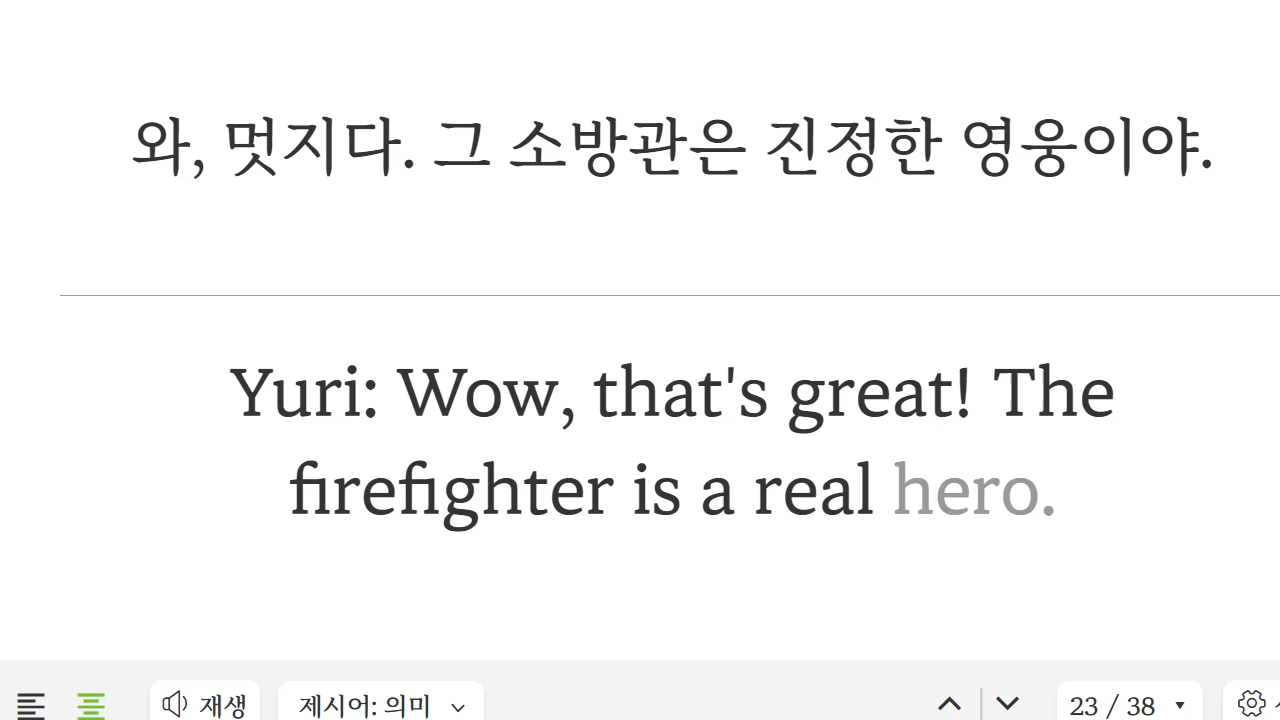 와, 멋지다. 그 소방관은 진정한 영웅이야.
Yuri: Wow, that's great! The
firefighter is a real hero.
재생 제시어: 의미 23 / 38